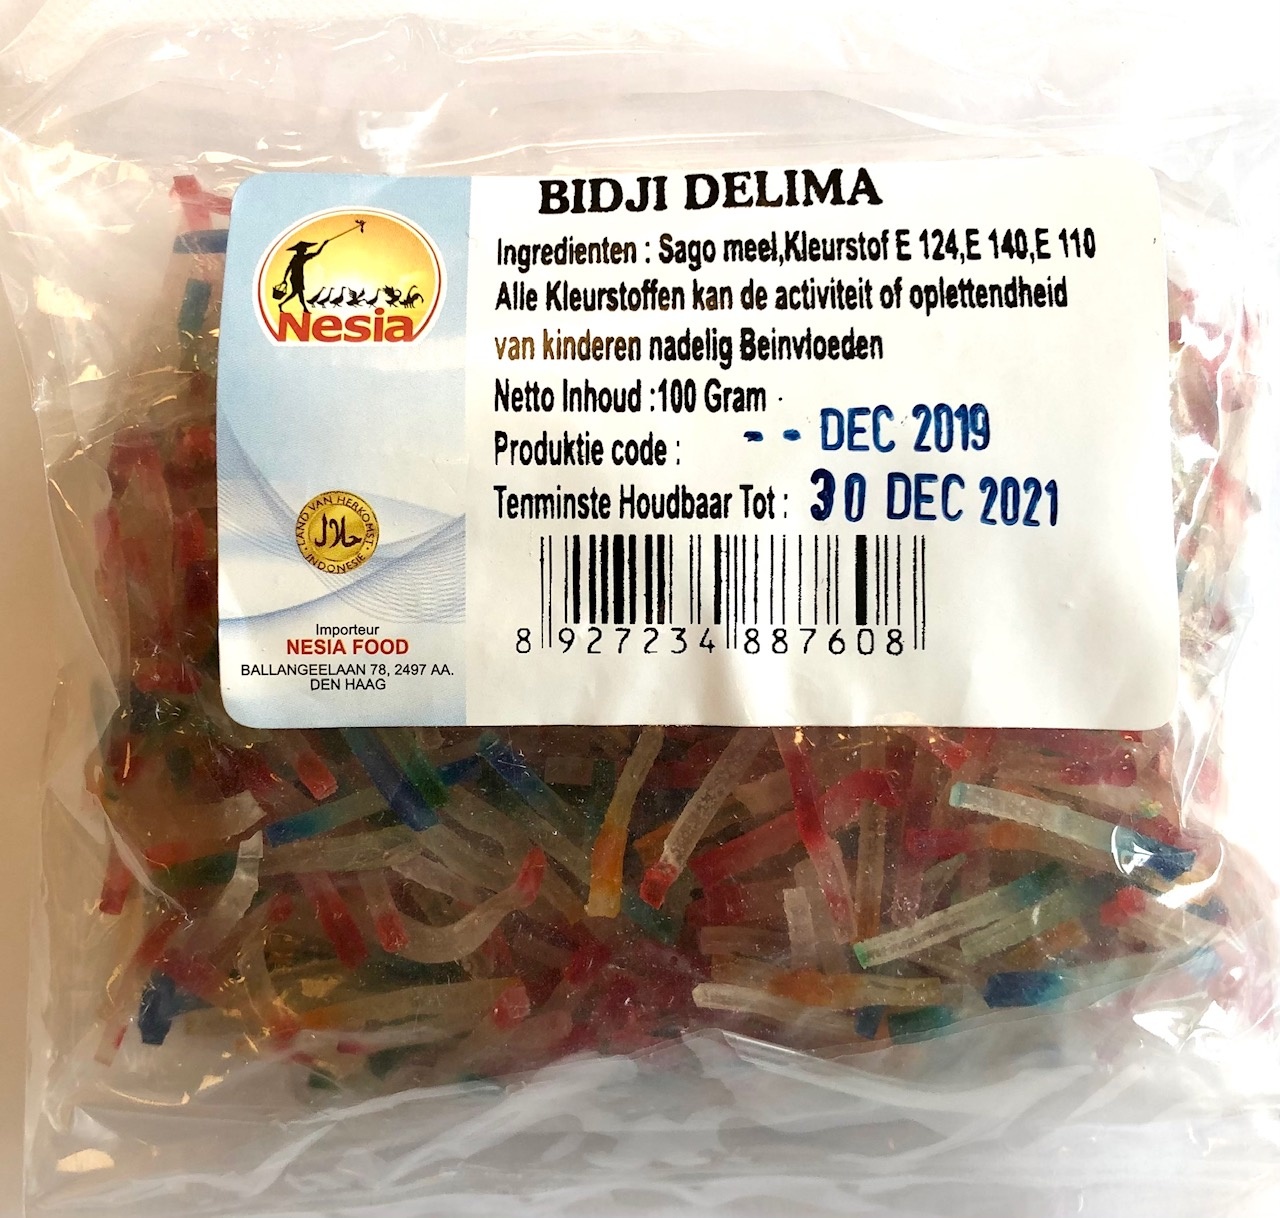 BIDJI DELIMA
Ingredienten : Sago meel,Kleurstof E 124,E 140,E 110
Alle Kleurstoffen kan de activiteit of oplettendheid
van kinderen nadelig Beinvloeden
Netto Inhoud :100 Gram
Produktie code : - - DEC 2019
Tenminste Houdbaar Tot : 30 DEC 2021
8 927234 887608
Nesia
LAND VAN HERKOMST
حلال
INDONESIE
Importeur
NESIA FOOD
BALLANGEELAAN 78, 2497 AA.
DEN HAAG